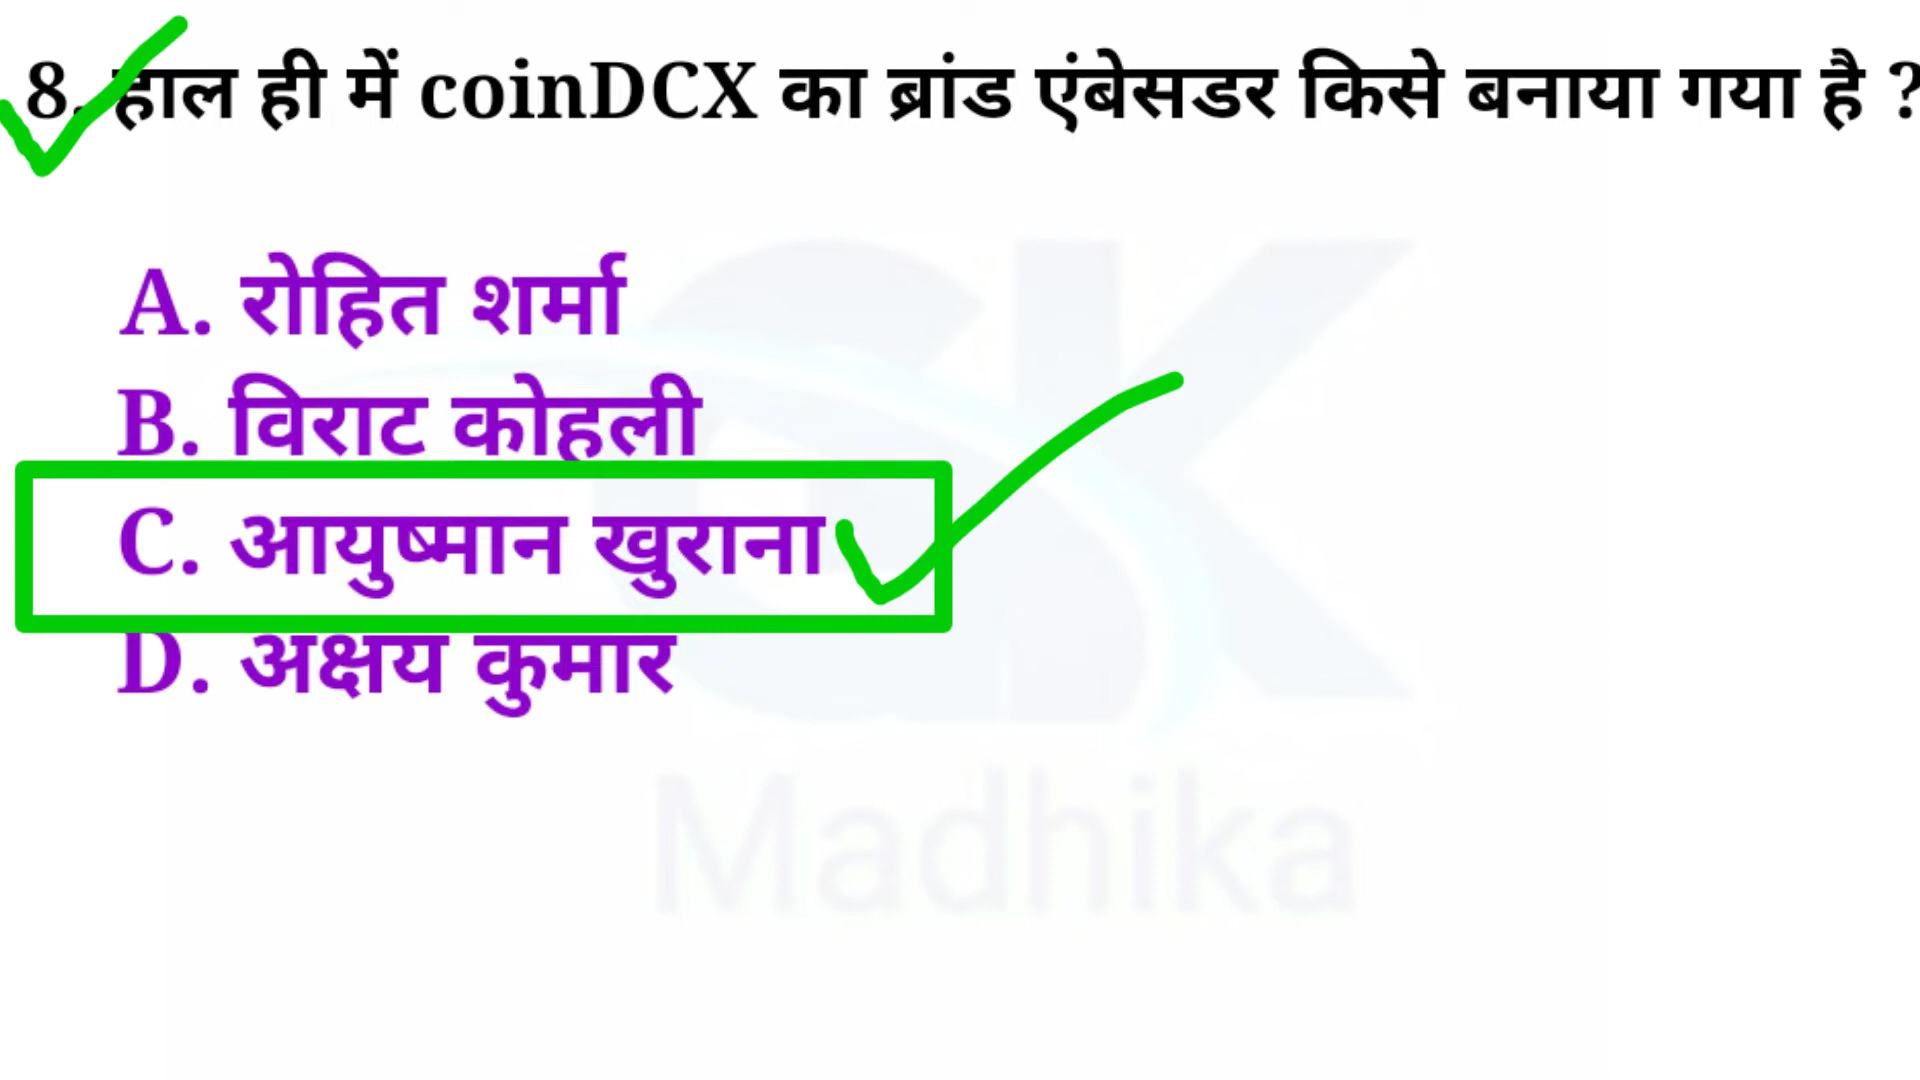 8. हाल ही में coinDCX का ब्रांड एंबेसडर किसे बनाया गया है ?
A. रोहित शर्मा
B. विराट कोहली
C. आयुष्मान खुराना
D. अक्षय कुमार
GK
Madhika